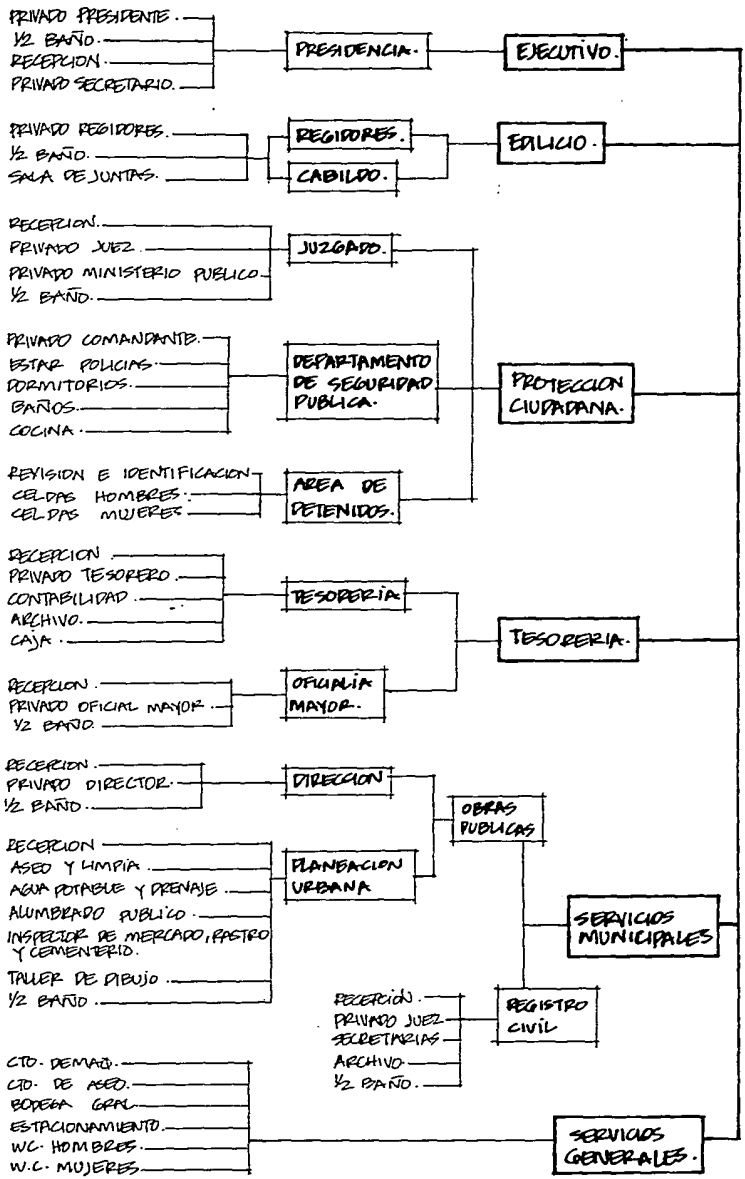 PRIVADO PRESIDENTE.
1/2 BAÑO.
RECEPCION
PRIVADO SECRETARIO.
PRESIDENCIA.
EJECUTIVO.
PRIVADO REGIDORES.
1/2 BAÑO.
SALA DE JUNTAS.
REGIDORES.
CABILDO.
EDILICIO.
RECEPCION.
PRIVADO JUEZ
PRIVADO MINISTERIO PUBLICO
1/2 BAÑO.
JUZGADO.
PRIVADO COMANDANTE.
ESTAR POLICIAS.
DORMITORIOS.
BAÑOS.
COCINA.
DEPARTAMENTO
DE SEGURIDAD
PUBLICA.
PROTECCION
CIUDADANA.
REVISION E IDENTIFICACION
CELDAS HOMBRES.
CELDAS MUJERES
AREA DE
DETENIDOS.
RECEPCION
PRIVADO TESORERO
CONTABILIDAD
ARCHIVO.
CAJA
TESORERÍA
TESORERIA.
RECEPCION.
PRIVADO OFICIAL MAYOR.
1/2 BAÑO.
OFICIALÍA
MAYOR.
RECEPCION.
PRIVADO DIRECTOR.
1/2 BAÑO.
DIRECCION
OBRAS
PUBLICAS
RECEPCION
ASEO Y LIMPIA.
AGUA POTABLE Y DRENAJE.
ALUMBRADO PUBLICO
INSPECTOR DE MERCADO, RASTRO
Y CEMENTERIO.
TALLER DE DIBUJO
1/2 BAÑO
PLANEACION
URBANA
SERVICIOS
MUNICIPALES
RECEPCIÓN.
PRIVADO JUEZ
SECRETARIAS
ARCHIVO.
1/2 BAÑO.
REGISTRO
CIVIL
CTO. DE MAQ.
CTO. DE ASEO.
BODEGA GRAL
ESTACIONAMIENTO.
WC. HOMBRES.
W.C. MUJERES
SERVICIOS
GENERALES.